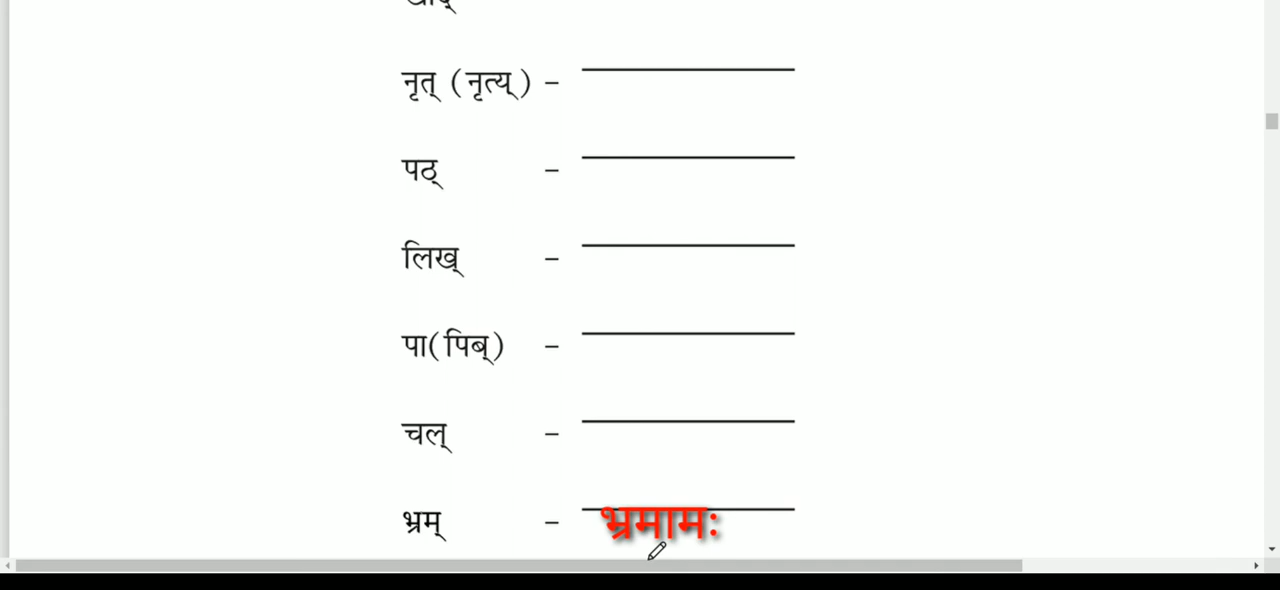 नृत् (नृत्य्) –
पठ् –
लिख् –
पा(पिब्) –
चल् –
भ्रम् – भ्रमामः